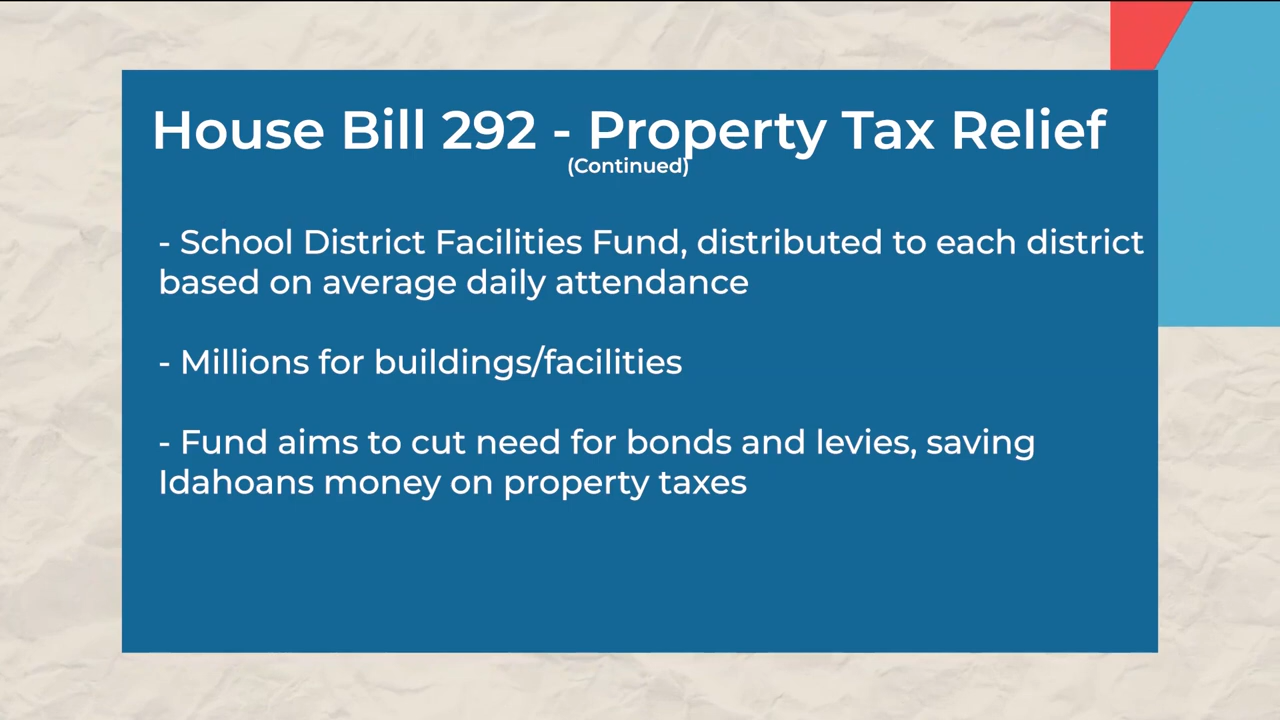 House Bill 292 - Property Tax Relief
(Continued)
- School District Facilities Fund, distributed to each district
based on average daily attendance
- Millions for buildings/facilities
- Fund aims to cut need for bonds and levies, saving
Idahoans money on property taxes